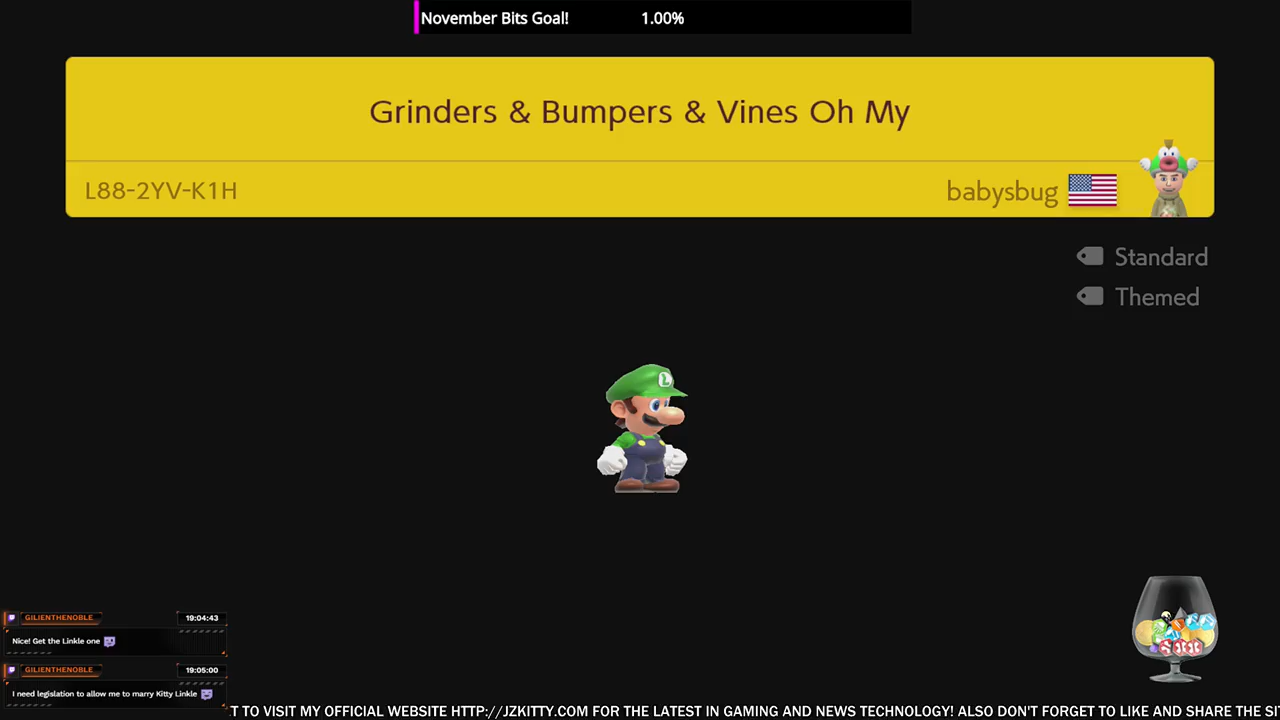 November Bits Goal! 1.00%
Grinders & Bumpers & Vines Oh My
L88-2YV-K1H
babysbug
Standard
Themed
L
GILIENTHENOBLE 19:04:43
Nice! Get the Linkle one
GILIENTHENOBLE 19:05:00
I need legislation to allow me to marry Kitty Linkle
T TO VISIT MY OFFICIAL WEBSITE HTTP://JZKITTY.COM FOR THE LATEST IN GAMING AND NEWS TECHNOLOGY! ALSO DON'T FORGET TO LIKE AND SHARE THE S